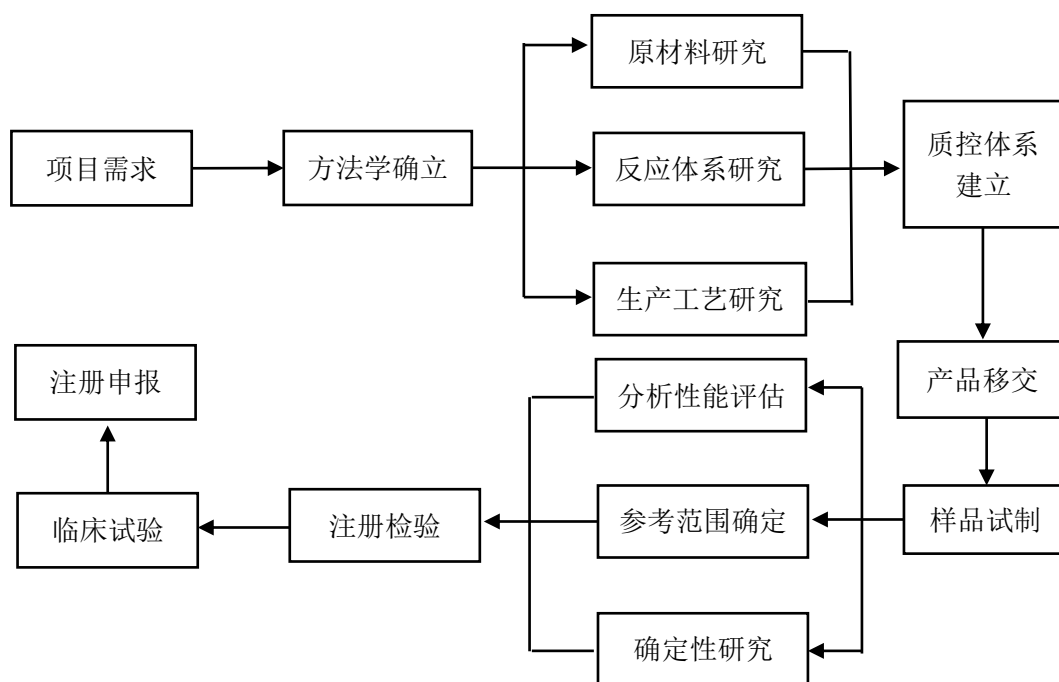 原材料研究
项目需求
方法学确立
反应体系研究
质控体系
建立
生产工艺研究
注册申报
分析性能评估
产品移交
临床试验
注册检验
参考范围确定
样品试制
确定性研究